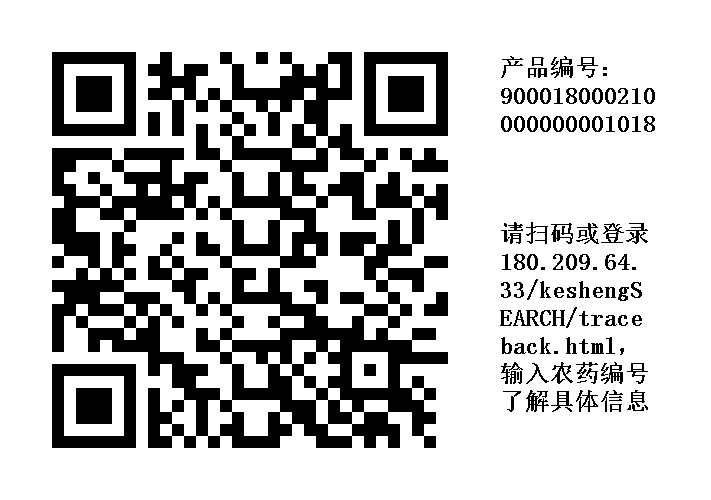 产品编号：
900018000210
000000001018
请扫码或登录
180.209.64.
33/keshengS
EARCH/trace
back.html，
输入农药编号
了解具体信息